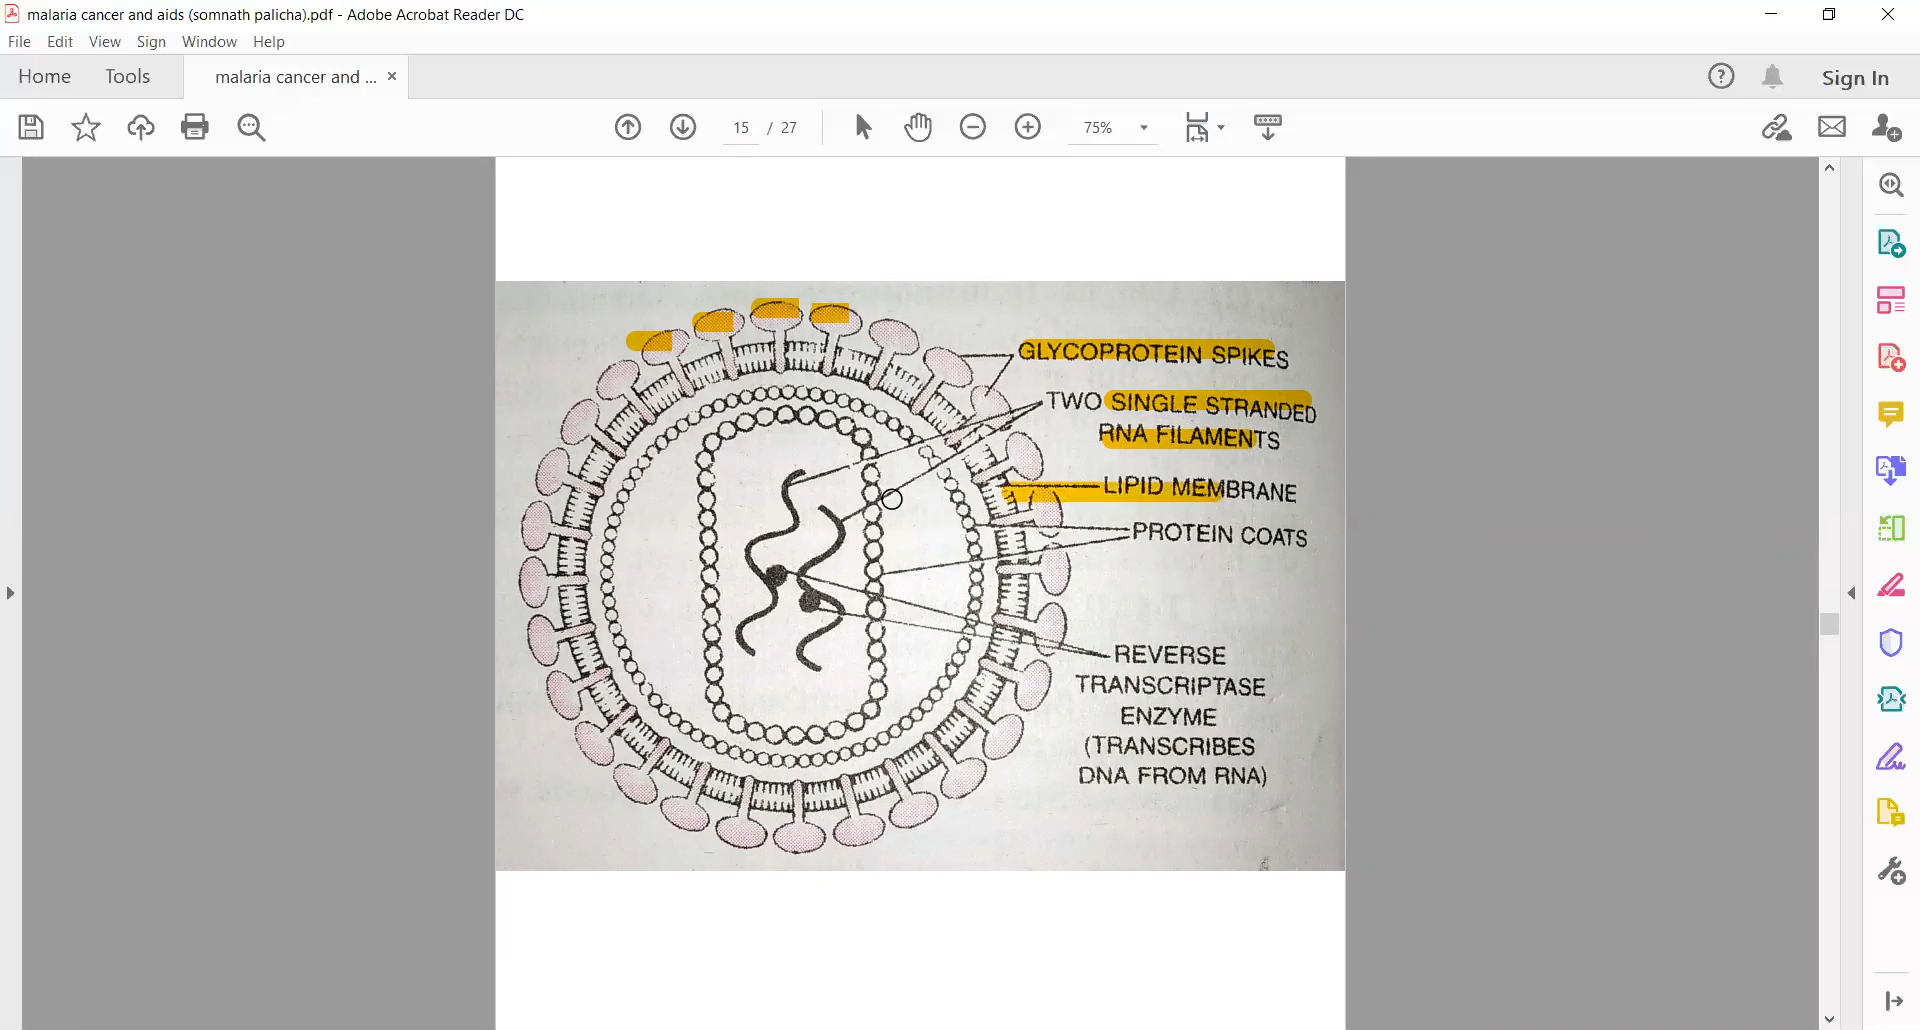 malaria cancer and aids (somnath palicha).pdf - Adobe Acrobat Reader DC
File Edit View Sign Window Help
Home Tools malaria cancer and ... × Sign In
15 / 27 75%
GLYCOPROTEIN SPIKES
TWO SINGLE STRANDED
RNA FILAMENTS
LIPID MEMBRANE
PROTEIN COATS
REVERSE
TRANSCRIPTASE
ENZYME
(TRANSCRIBES
DNA FROM RNA)